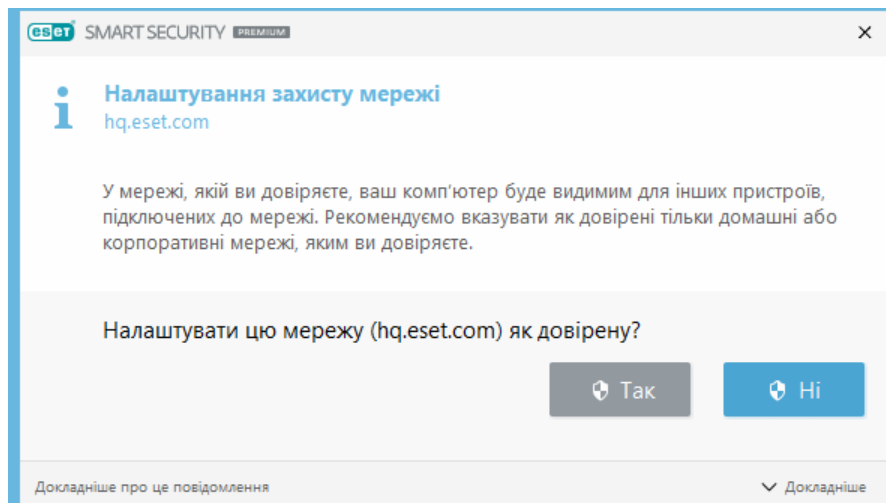 eset SMART SECURITY PREMIUM
Налаштування захисту мережі
hq.eset.com
У мережі, якій ви довіряєте, ваш комп'ютер буде видимим для інших пристроїв,
підключених до мережі. Рекомендуємо вказувати як довірені тільки домашні або
корпоративні мережі, яким ви довіряєте.
Налаштувати цю мережу (hq.eset.com) як довірену?
Так Ні
Докладніше про це повідомлення Докладніше